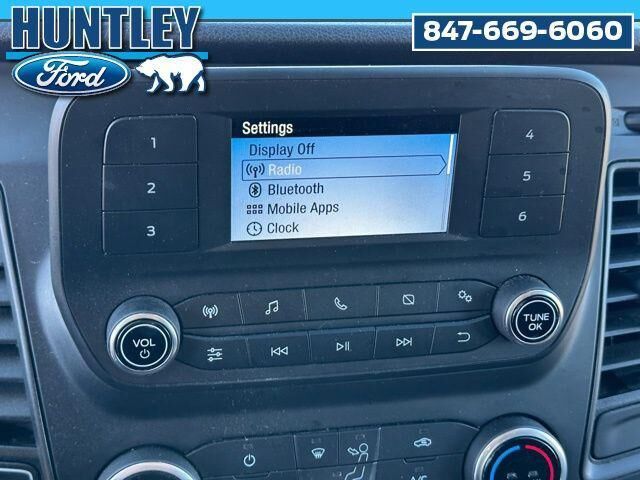 HUNTLEY
Ford
847-669-6060
Settings
Display Off
Radio
Bluetooth
Mobile Apps
Clock
1
2
3
4
5
6
VOL
TUNE
OK
A/C